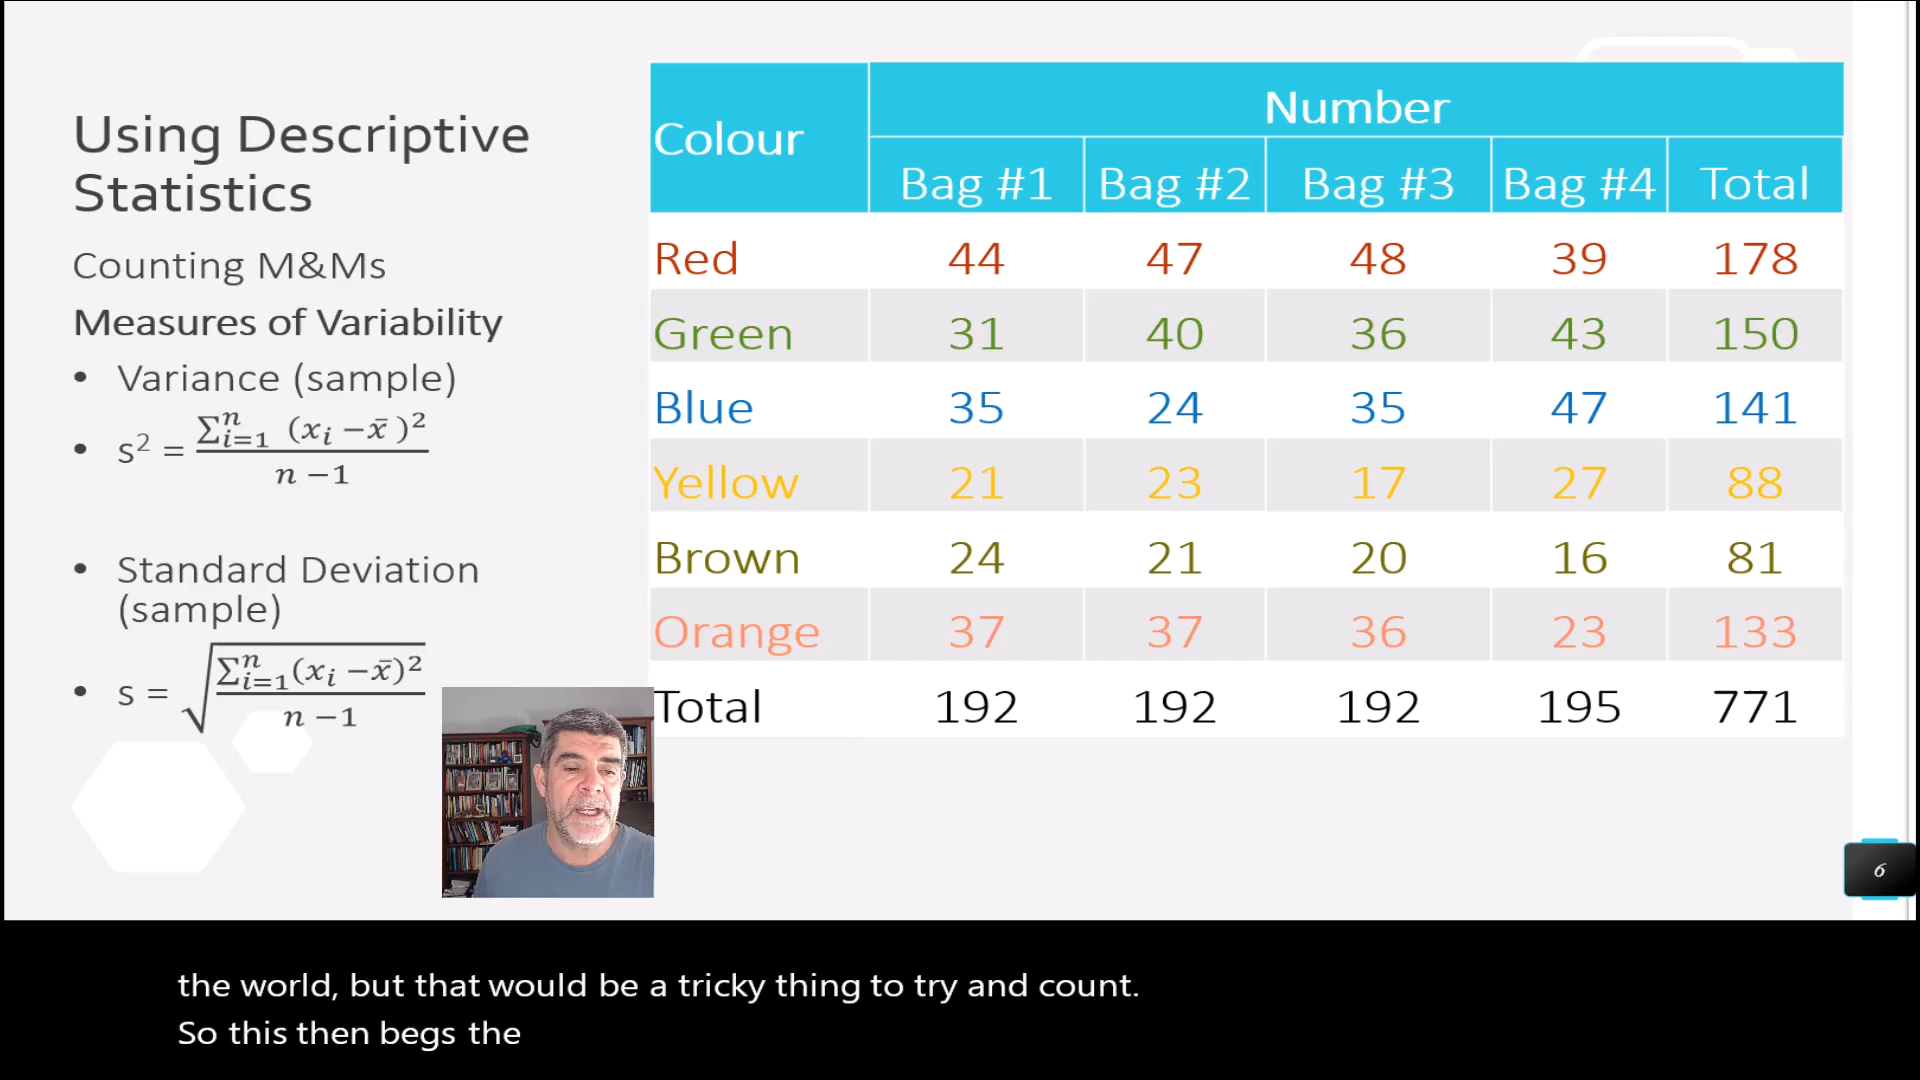 Using Descriptive
Statistics
Counting M&Ms
Measures of Variability
• Variance (sample)
• s² = ∑ⁿᵢ₌₁ (xᵢ −x̄ )² / n −1
• Standard Deviation
(sample)
• s = √(∑ⁿᵢ₌₁(xᵢ −x̄)² / n −1)
Colour Number
Bag #1 Bag #2 Bag #3 Bag #4 Total
Red 44 47 48 39 178
Green 31 40 36 43 150
Blue 35 24 35 47 141
Yellow 21 23 17 27 88
Brown 24 21 20 16 81
Orange 37 37 36 23 133
Total 192 192 192 195 771
6
the world, but that would be a tricky thing to try and count.
So this then begs the